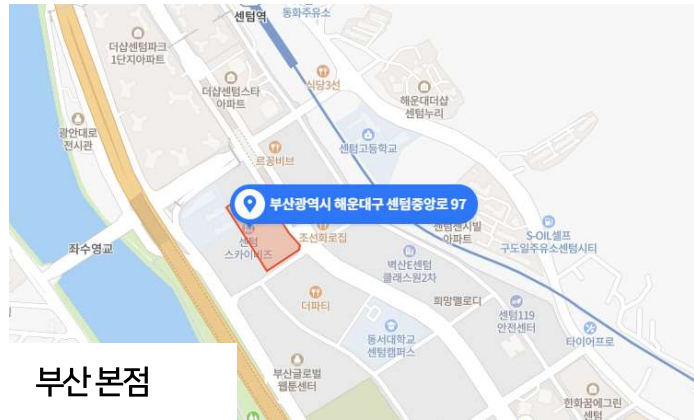 센텀역
동화주유소
더샵센텀파크
1단지아파트
식당3선
더샵센텀스타
아파트
해운대더샵
센텀누리
광안대로
전시관
센텀고등학교
르꽁비브
부산광역시 해운대구 센텀중앙로 97
센텀
스카이비즈
조선화로집
센텀센시빌
아파트
S-OIL셀프
구도일주유소센텀시티
좌수영교
벽산E센텀
클래스원2차
더파티
희망멜로디
센텀119
안전센터
동서대학교
센텀캠퍼스
타이어프로
부산글로벌
웹툰센터
부산 본점
한화꿈에그린
센텀